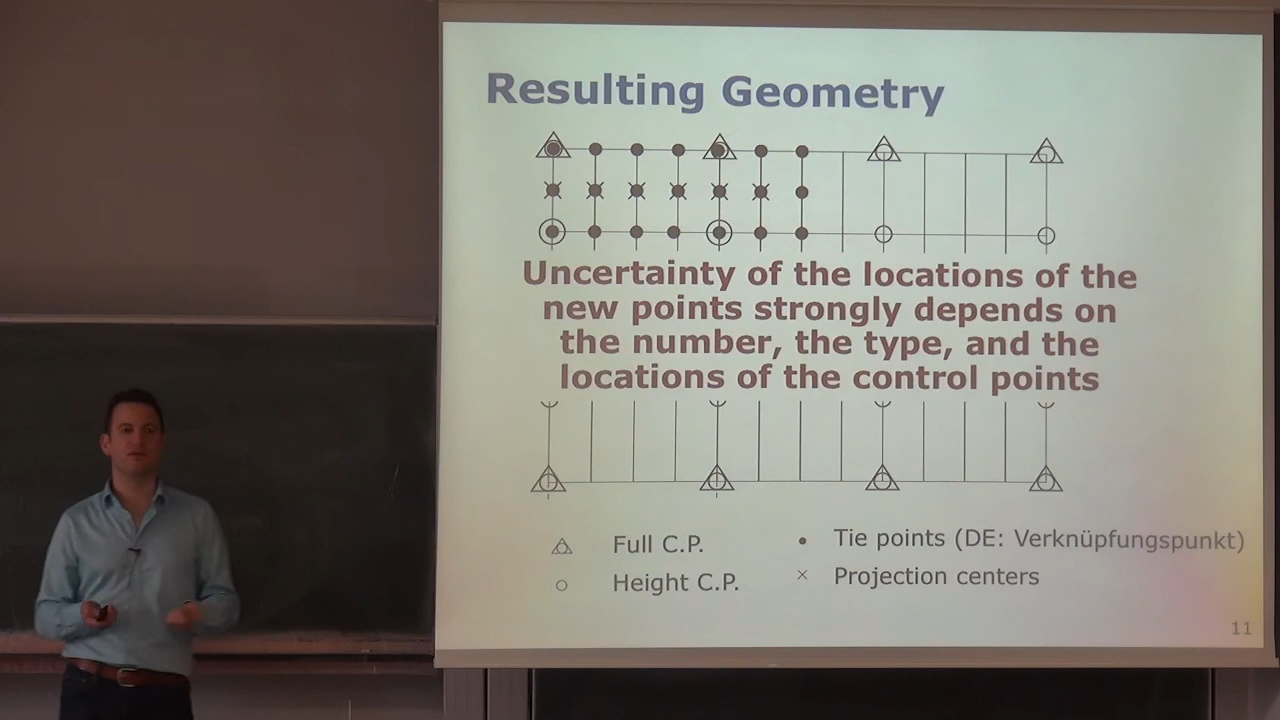 Resulting Geometry
Uncertainty of the locations of the
new points strongly depends on
the number, the type, and the
locations of the control points
Full C.P.
Tie points (DE: Verknüpfungspunkt)
Height C.P.
Projection centers
11